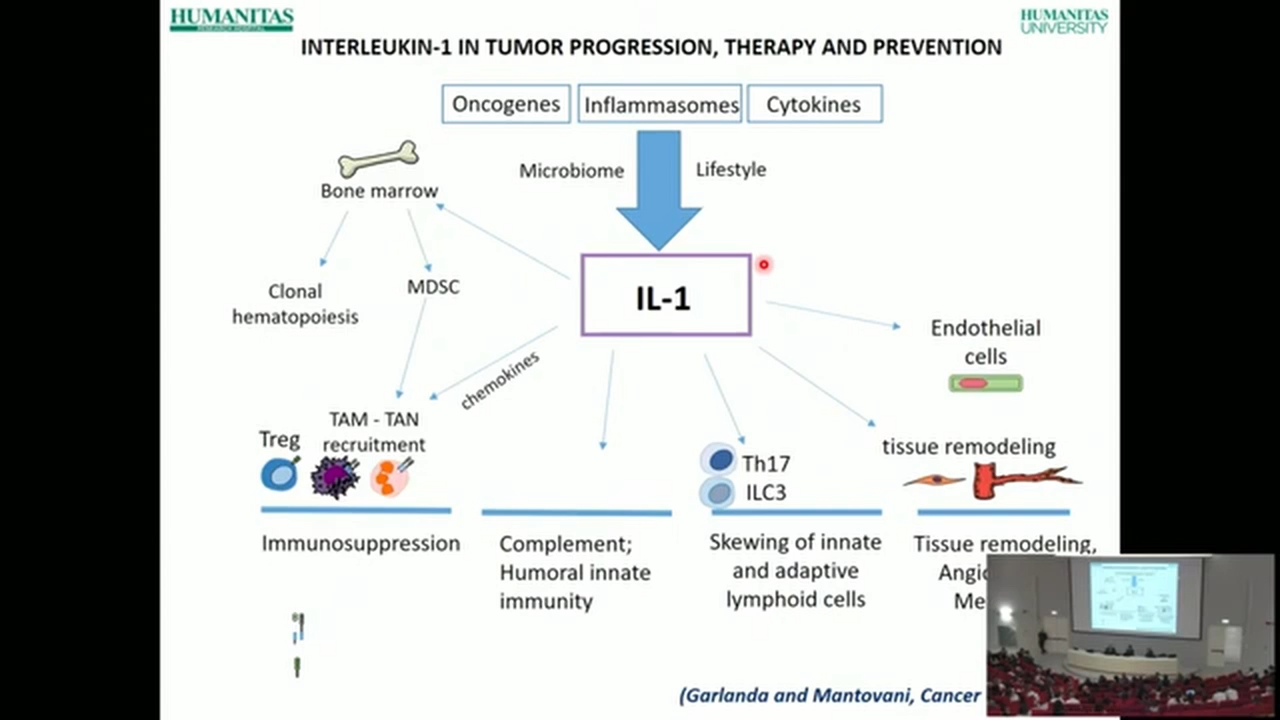 HUMANITAS
RESEARCH HOSPITAL
HUMANITAS
UNIVERSITY
INTERLEUKIN-1 IN TUMOR PROGRESSION, THERAPY AND PREVENTION
Oncogenes
Inflammasomes
Cytokines
Microbiome
Lifestyle
Bone marrow
IL-1
Clonal
hematopoiesis
MDSC
Endothelial
cells
chemokines
TAM - TAN
recruitment
Treg
Th17
ILC3
tissue remodeling
Immunosuppression
Complement;
Humoral innate
immunity
Skewing of innate
and adaptive
lymphoid cells
Tissue remodeling,
(Garlanda and Mantovani, Cancer